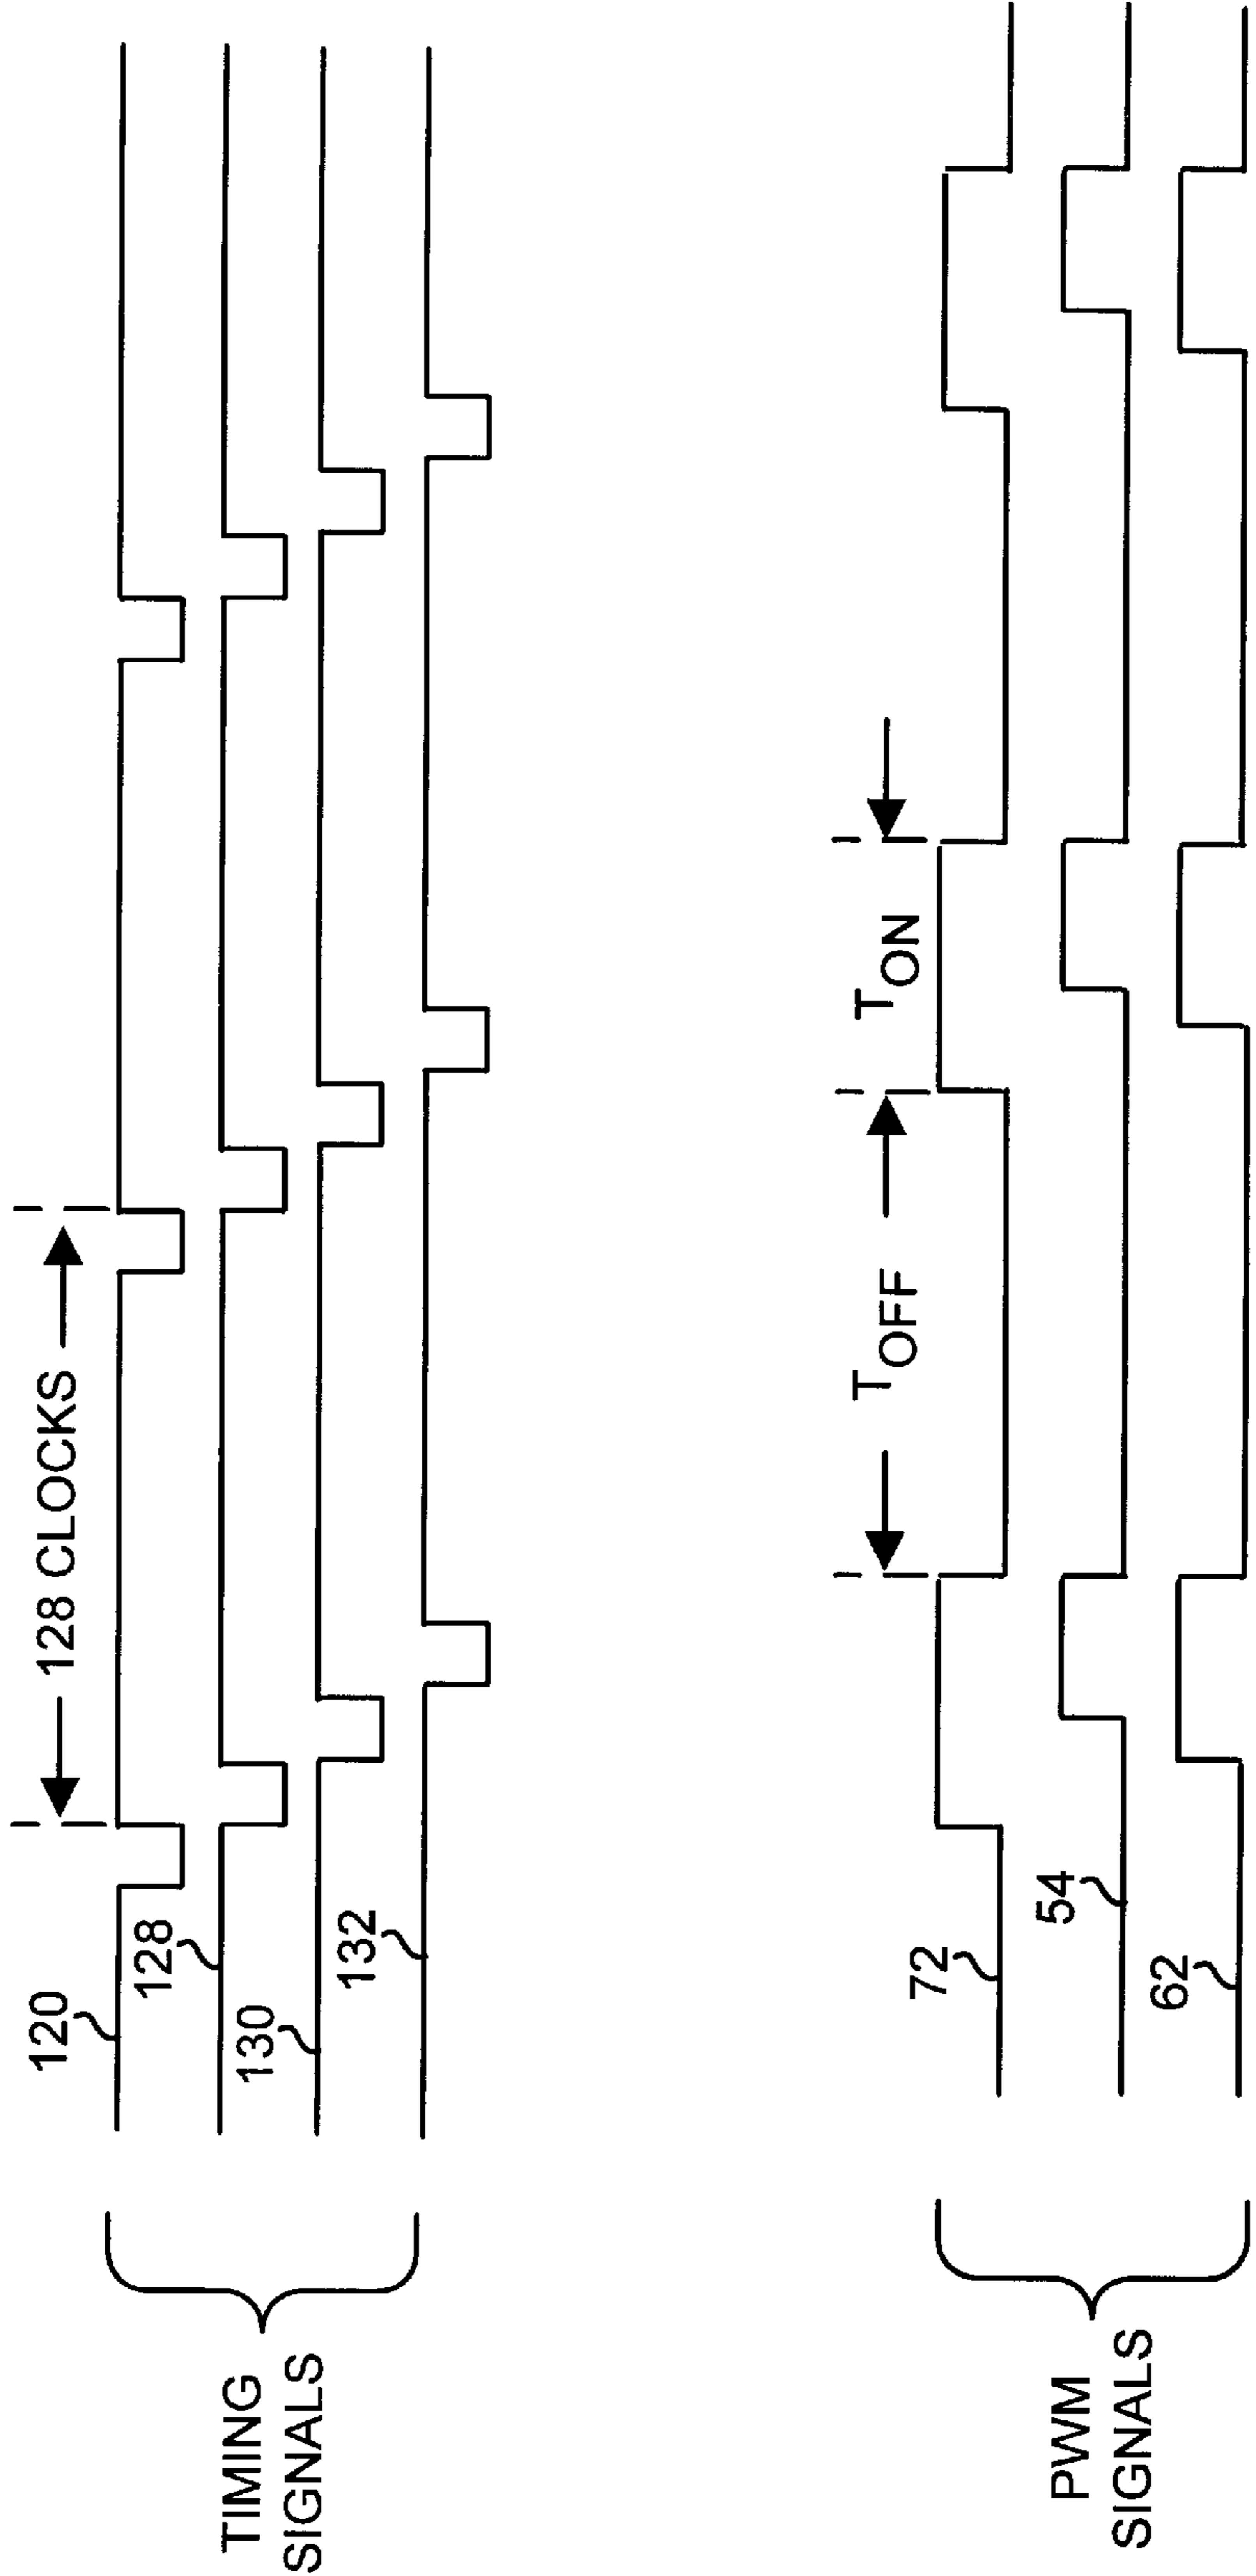 TIMING
SIGNALS
120
128
130
132
128 CLOCKS
PWM
SIGNALS
72
54
62
TOFF
TON